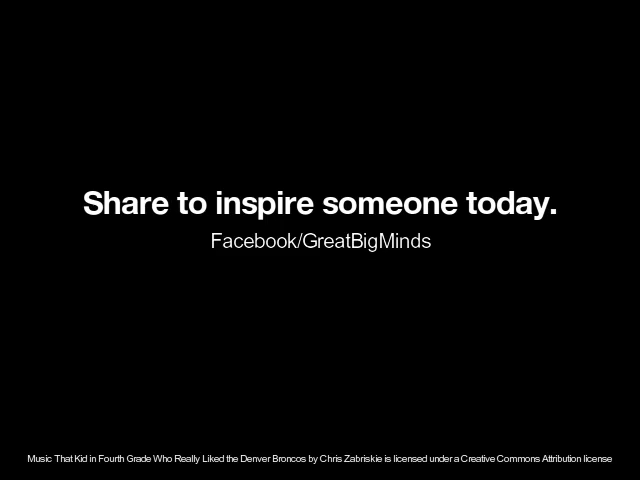 Share to inspire someone today.
Facebook/GreatBigMinds
Music That Kid in Fourth Grade Who Really Liked the Denver Broncos by Chris Zabriskie is licensed under a Creative Commons Attribution license